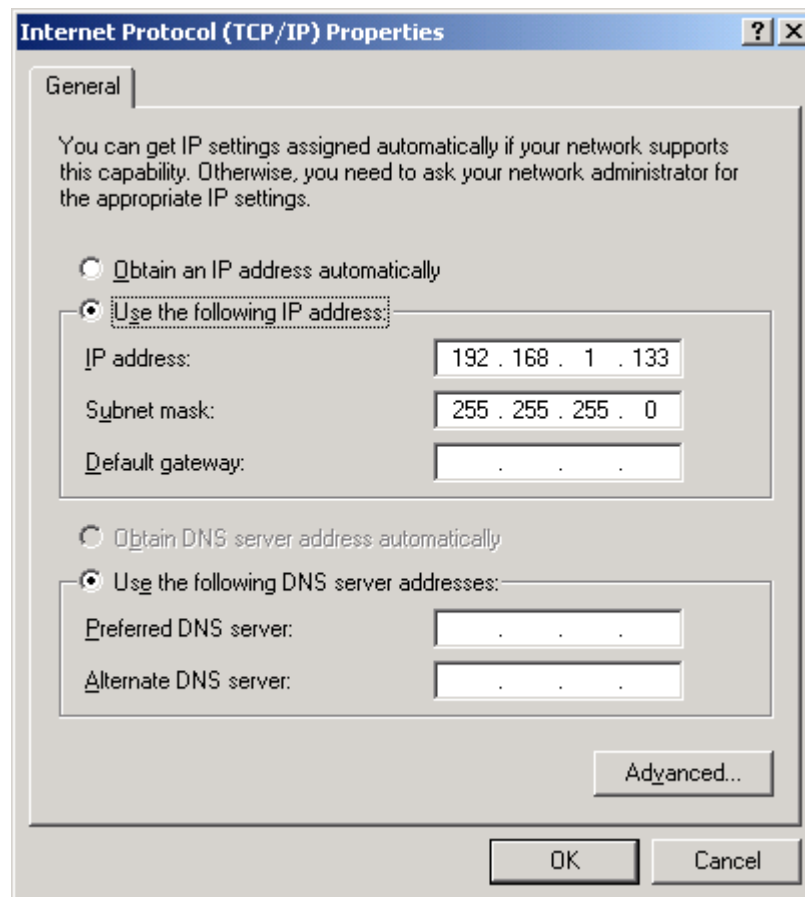 Internet Protocol (TCP/IP) Properties
General
You can get IP settings assigned automatically if your network supports
this capability. Otherwise, you need to ask your network administrator for
the appropriate IP settings.
Obtain an IP address automatically
Use the following IP address:
IP address: 192 . 168 . 1 . 133
Subnet mask: 255 . 255 . 255 . 0
Default gateway: . . .
Obtain DNS server address automatically
Use the following DNS server addresses:
Preferred DNS server: . . .
Alternate DNS server: . . .
Advanced...
OK Cancel